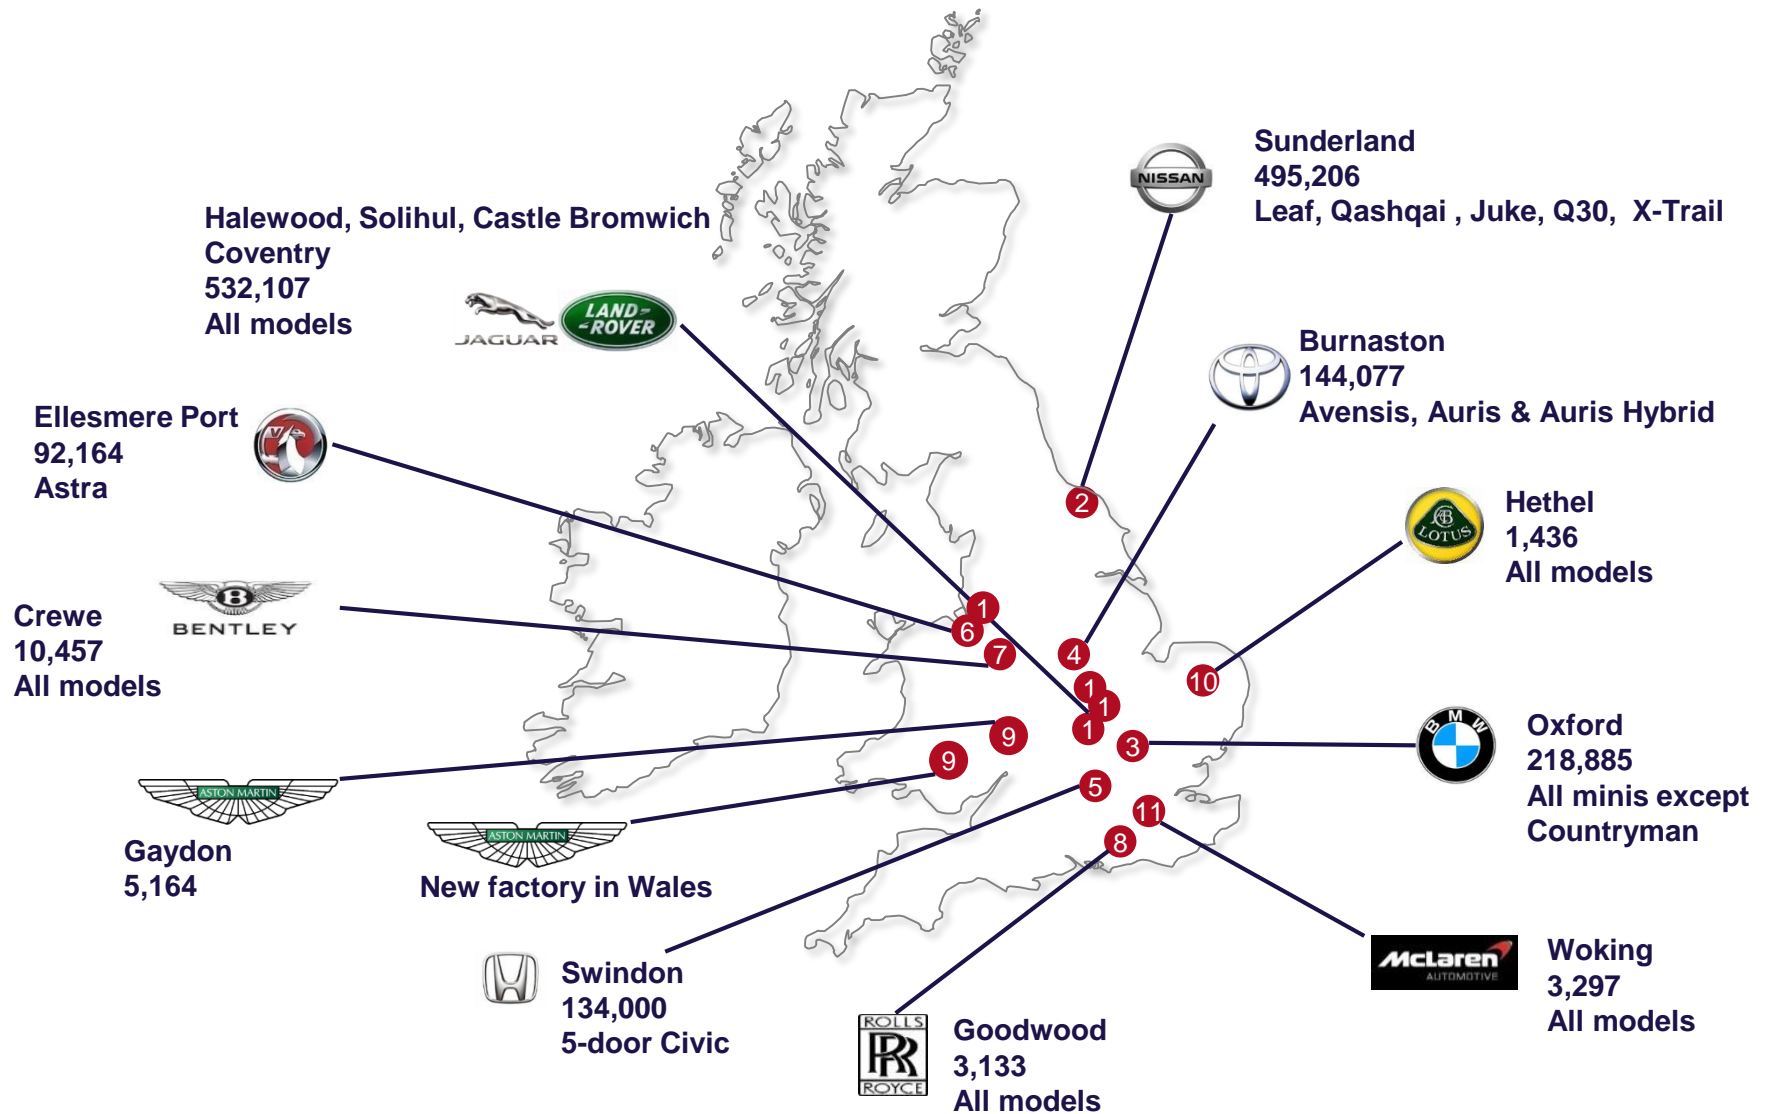 Sunderland
495,206
Leaf, Qashqai , Juke, Q30, X-Trail
NISSAN
Halewood, Solihul, Castle Bromwich
Coventry
532,107
All models
JAGUAR
LAND-
-ROVER
Burnaston
144,077
Avensis, Auris & Auris Hybrid
Ellesmere Port
92,164
Astra
V
Hethel
1,436
All models
LOTUS
Crewe
10,457
All models
B
BENTLEY
2
1
6
7
4
10
1
1
1
3
9
9
5
11
8
BMW
Oxford
218,885
All minis except
Countryman
ASTON MARTIN
Gaydon
5,164
ASTON MARTIN
New factory in Wales
Swindon
134,000
5-door Civic
ROLLS
RR
ROYCE
Goodwood
3,133
All models
McLaren
AUTOMOTIVE
Woking
3,297
All models